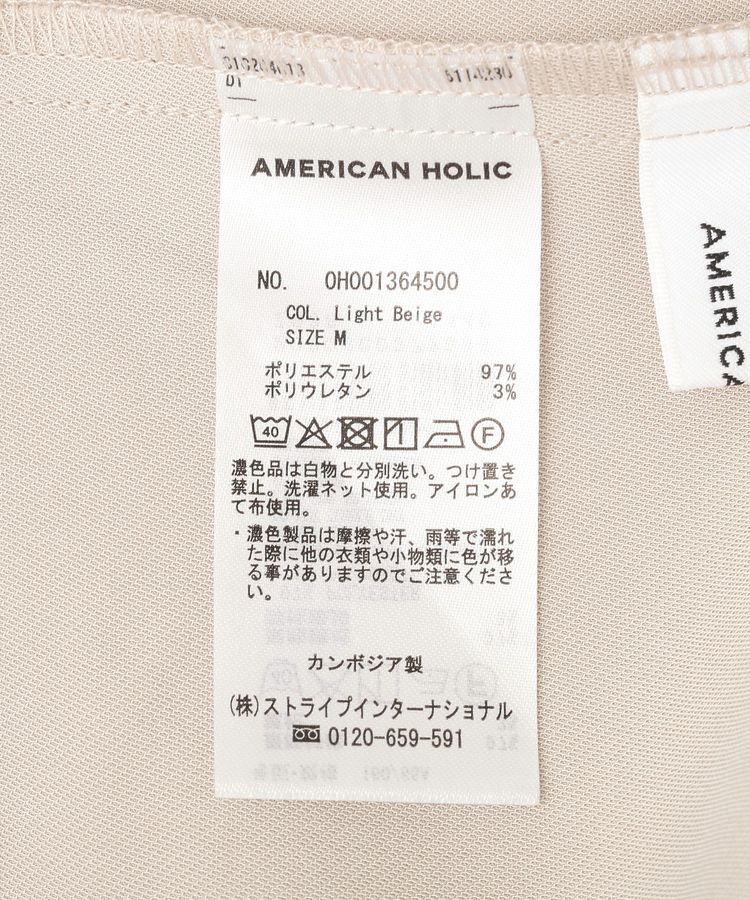 01
AMERICAN HOLIC
NO. 0H001364500
COL. Light Beige
SIZE M
ポリエステル 97%
ポリウレタン 3%
40 F
濃色品は白物と分別洗い。つけ置き
禁止。洗濯ネット使用。アイロンあ
て布使用。
・濃色製品は摩擦や汗、雨等で濡れ
た際に他の衣類や小物類に色が移
る事がありますのでご注意くださ
い。
カンボジア製
(株)ストライプインターナショナル
0120-659-591
AMERICA